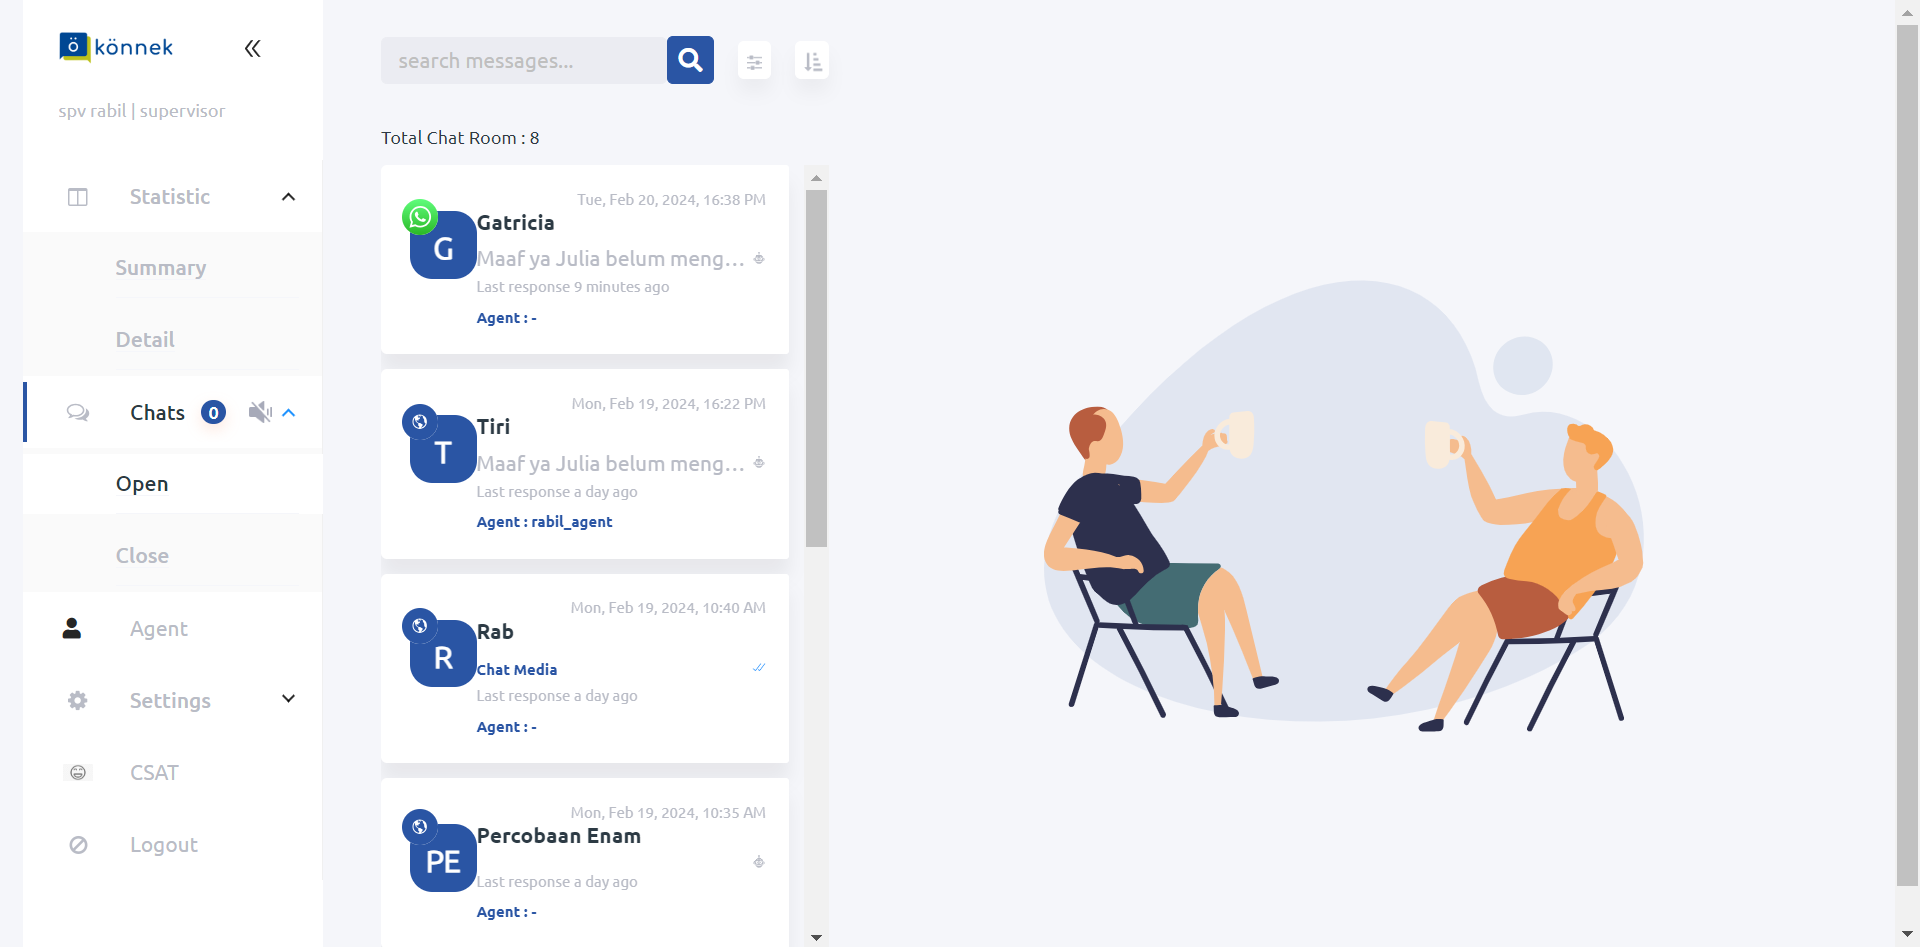 ö könnek
spv rabil | supervisor
Statistic
Summary
Detail
Chats 0
Open
Close
Agent
Settings
CSAT
Logout
search messages...
Total Chat Room : 8
Tue, Feb 20, 2024, 16:38 PM
G
Gatricia
Maaf ya Julia belum meng...
Last response 9 minutes ago
Agent : -
Mon, Feb 19, 2024, 16:22 PM
T
Tiri
Maaf ya Julia belum meng...
Last response a day ago
Agent : rabil_agent
Mon, Feb 19, 2024, 10:40 AM
R
Rab
Chat Media
Last response a day ago
Agent : -
Mon, Feb 19, 2024, 10:35 AM
PE
Percobaan Enam
Last response a day ago
Agent : -